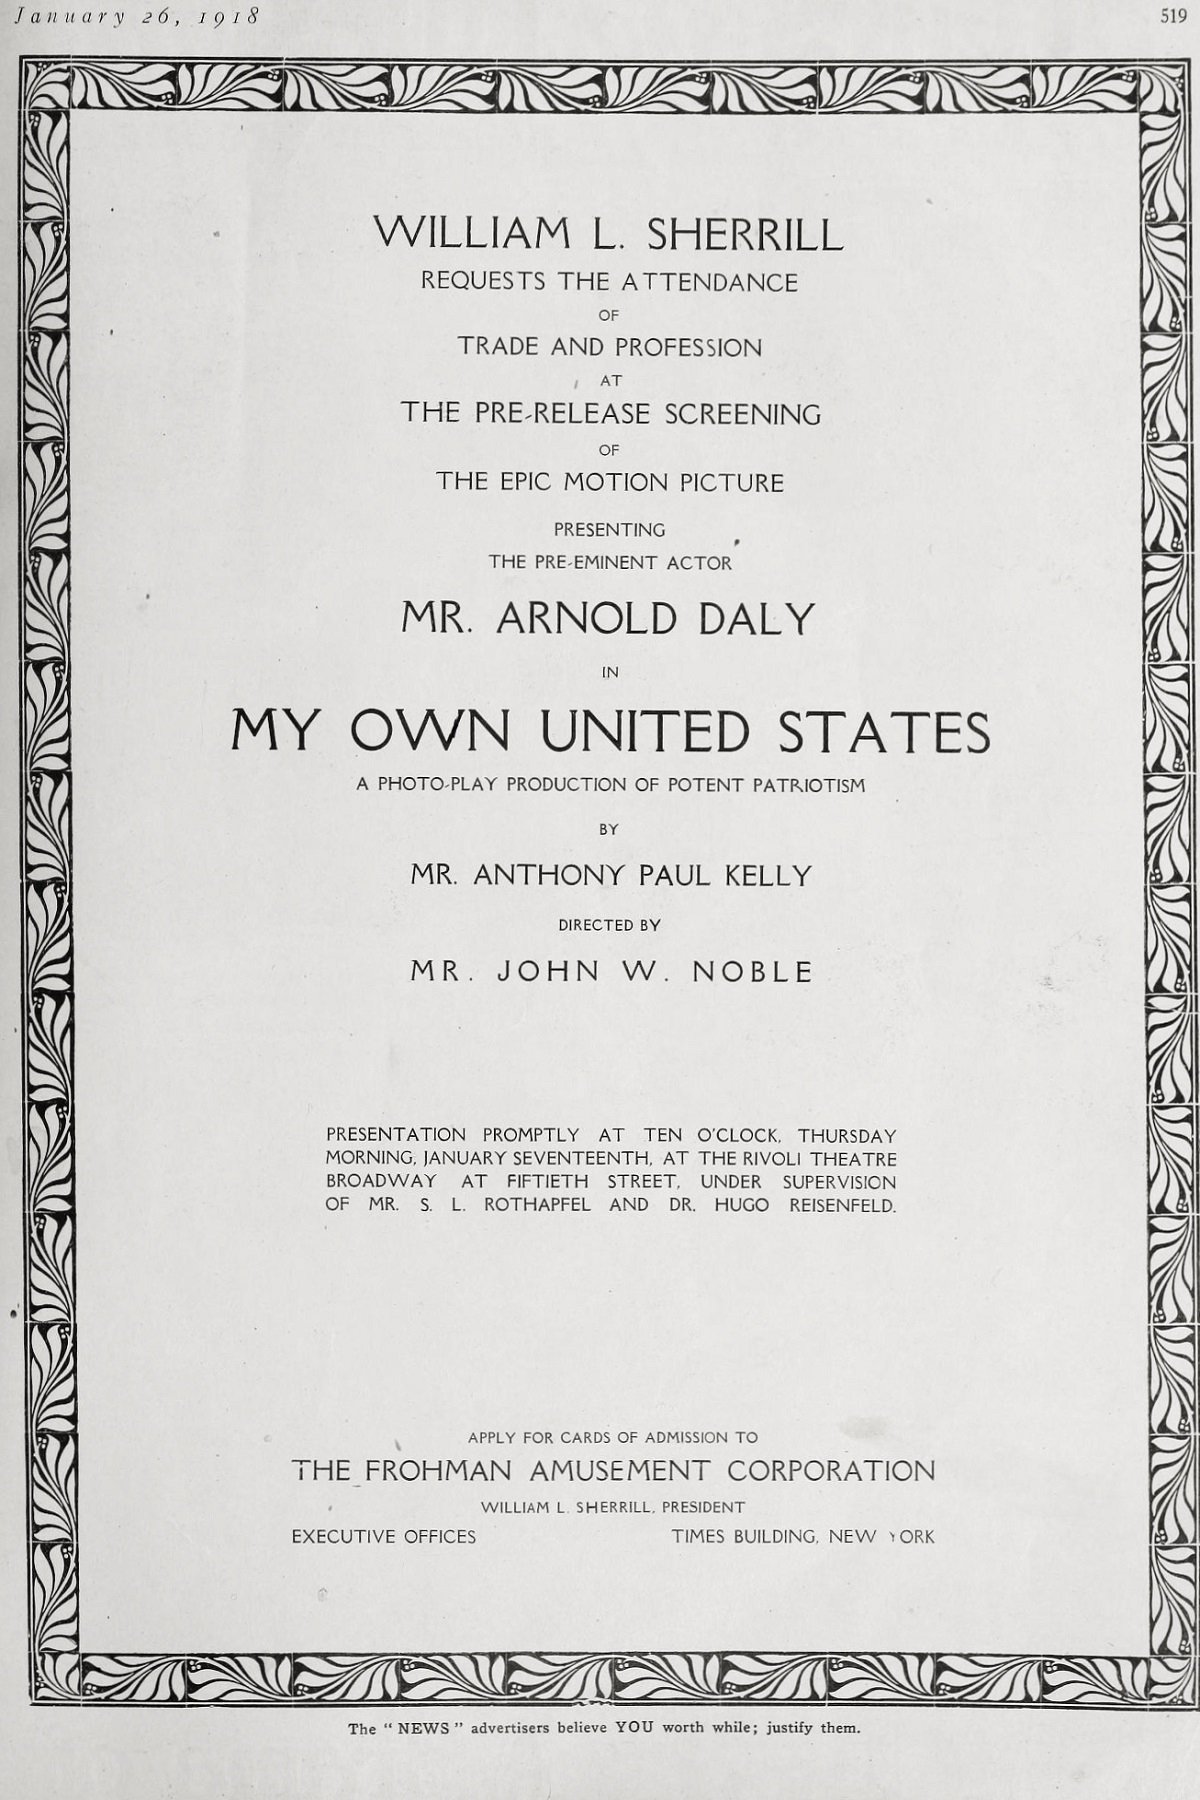 January 26, 1918
519
WILLIAM L. SHERRILL
REQUESTS THE ATTENDANCE
OF
TRADE AND PROFESSION
AT
THE PRE-RELEASE SCREENING
OF
THE EPIC MOTION PICTURE
PRESENTING
THE PRE-EMINENT ACTOR
MR. ARNOLD DALY
IN
MY OWN UNITED STATES
A PHOTO-PLAY PRODUCTION OF POTENT PATRIOTISM
BY
MR. ANTHONY PAUL KELLY
DIRECTED BY
MR. JOHN W. NOBLE
PRESENTATION PROMPTLY AT TEN O'CLOCK, THURSDAY
MORNING, JANUARY SEVENTEENTH, AT THE RIVOLI THEATRE
BROADWAY AT FIFTIETH STREET, UNDER SUPERVISION
OF MR. S. L. ROTHAPFEL AND DR. HUGO REISENFELD.
APPLY FOR CARDS OF ADMISSION TO
THE FROHMAN AMUSEMENT CORPORATION
WILLIAM L. SHERRILL, PRESIDENT
EXECUTIVE OFFICES TIMES BUILDING, NEW YORK
The "NEWS" advertisers believe YOU worth while; justify them.